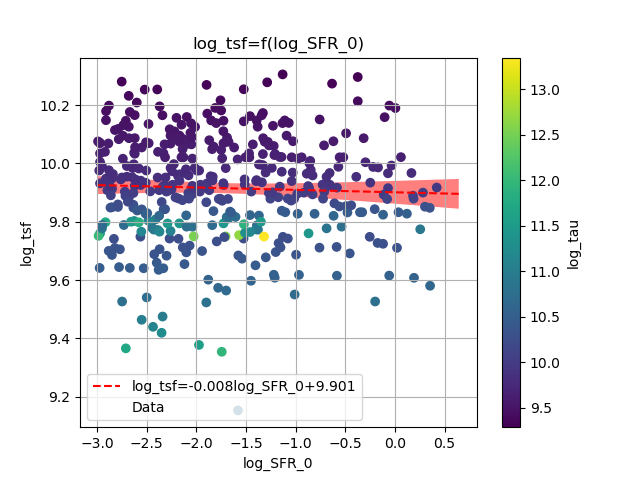 log_tsf=f(log_SFR_0)
10.2
10.0
9.8
9.6
9.4
9.2
log_tsf
−3.0 −2.5 −2.0 −1.5 −1.0 −0.5 0.0 0.5
log_SFR_0
log_tsf=-0.008log_SFR_0+9.901
Data
13.0
12.5
12.0
11.5
11.0
10.5
10.0
9.5
log_tau